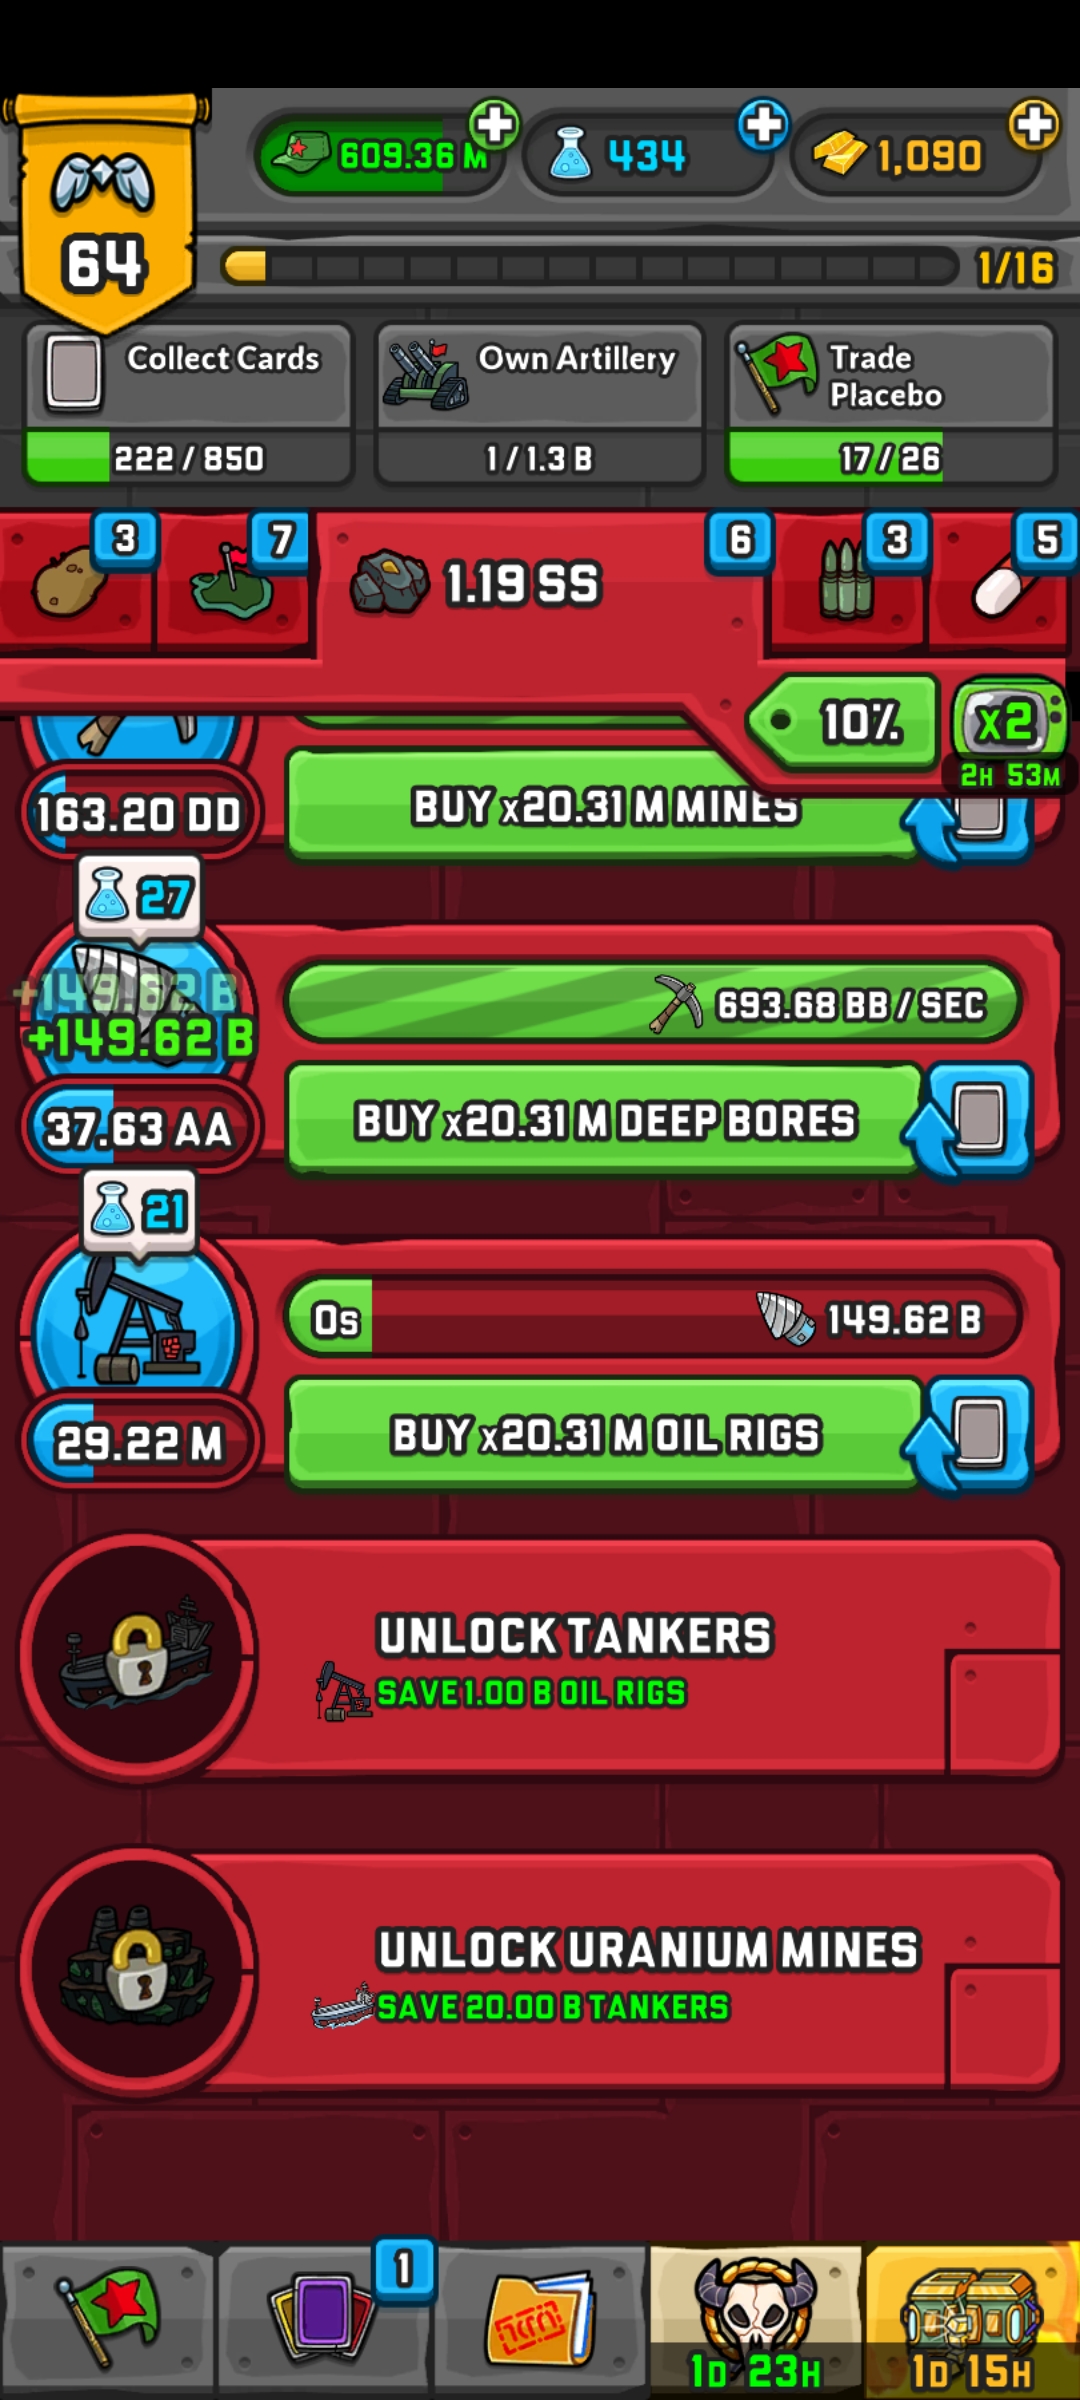 64
609.36 M
434
1,090
1/16
Collect Cards
222 / 850
Own Artillery
1 / 1.3 B
Trade
Placebo
17 / 26
3
7
1.19 SS
6
3
5
10%
X2
2H 53M
163.20 DD
BUY x20.31 M MINES
27
+149.62 B
+149.62 B
693.68 BB / SEC
37.63 AA
BUY x20.31 M DEEP BORES
21
0s
149.62 B
29.22 M
BUY x20.31 M OIL RIGS
UNLOCK TANKERS
SAVE 1.00 B OIL RIGS
UNLOCK URANIUM MINES
SAVE 20.00 B TANKERS
1
1D 23H
1D 15H